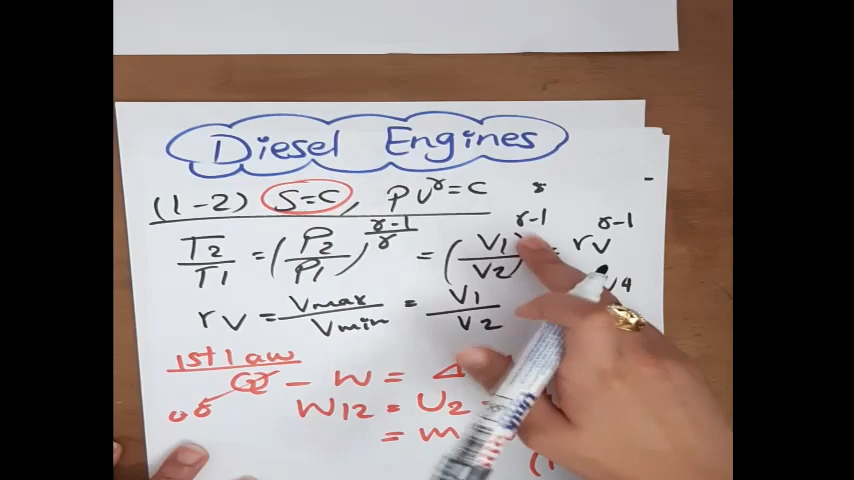 Diesel Engines
(1-2) S=C, PV^γ=C
T2/T1 = (P2/P1)^(γ-1)/γ = (V1/V2)^γ-1 = rv^γ-1
rv = Vmax/Vmin = V1/V2
1st law
Q - W = Δ
W12 = U2
= m